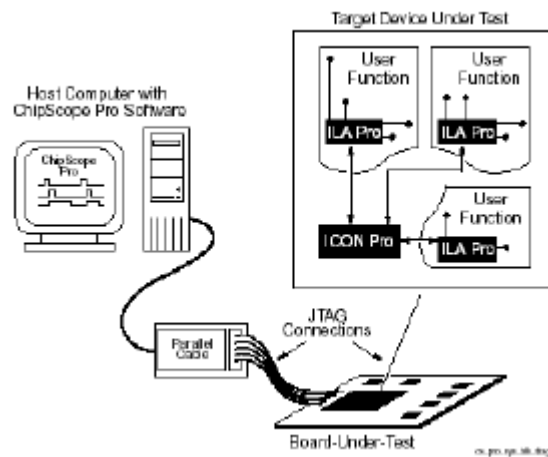 Target Device Under Test
User
Function
ILA Pro
User
Function
ILA Pro
Host Computer with
ChipScope Pro Software
ChipScope
Pro
ICON Pro
User
Function
ILA Pro
Parallel
Cable
JTAG
Connections
Board-Under-Test